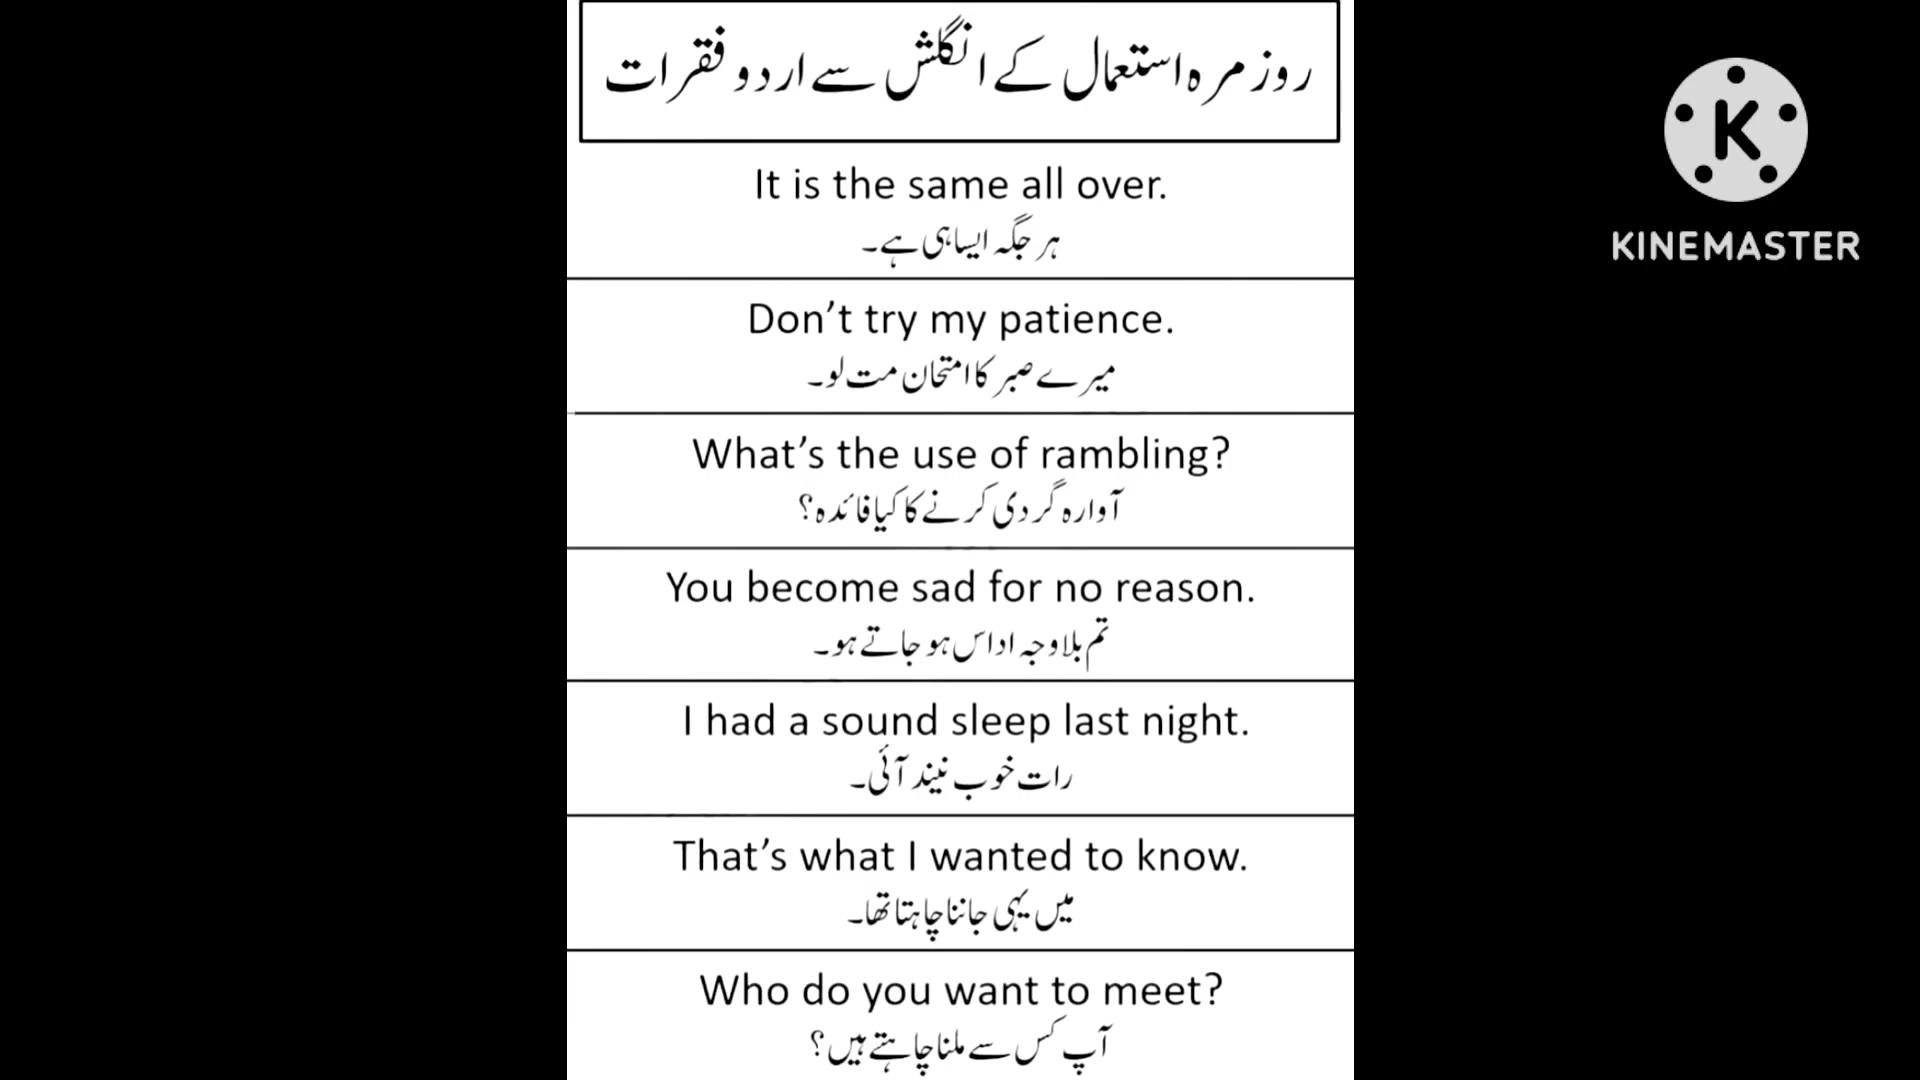 روزمرہ استعمال کے انگلش سے اردو فقرات
It is the same all over.
ہر جگہ ایسا ہی ہے۔
Don’t try my patience.
میرے صبر کا امتحان مت لو۔
What’s the use of rambling?
آوارہ گردی کرنے کا کیا فائدہ؟
You become sad for no reason.
تم بلاوجہ اداس ہو جاتے ہو۔
I had a sound sleep last night.
رات خوب نیند آئی۔
That’s what I wanted to know.
میں یہی جاننا چاہتا تھا۔
Who do you want to meet?
آپ کس سے ملنا چاہتے ہیں؟
K
KINEMASTER